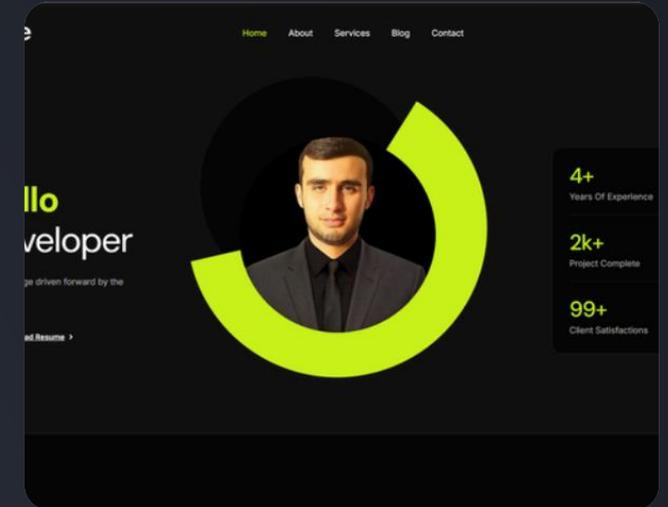 e
Home About Services Blog Contact
llo
veloper
ge driven forward by the
ad Resume >
4+
Years Of Experience
2k+
Project Complete
99+
Client Satisfactions